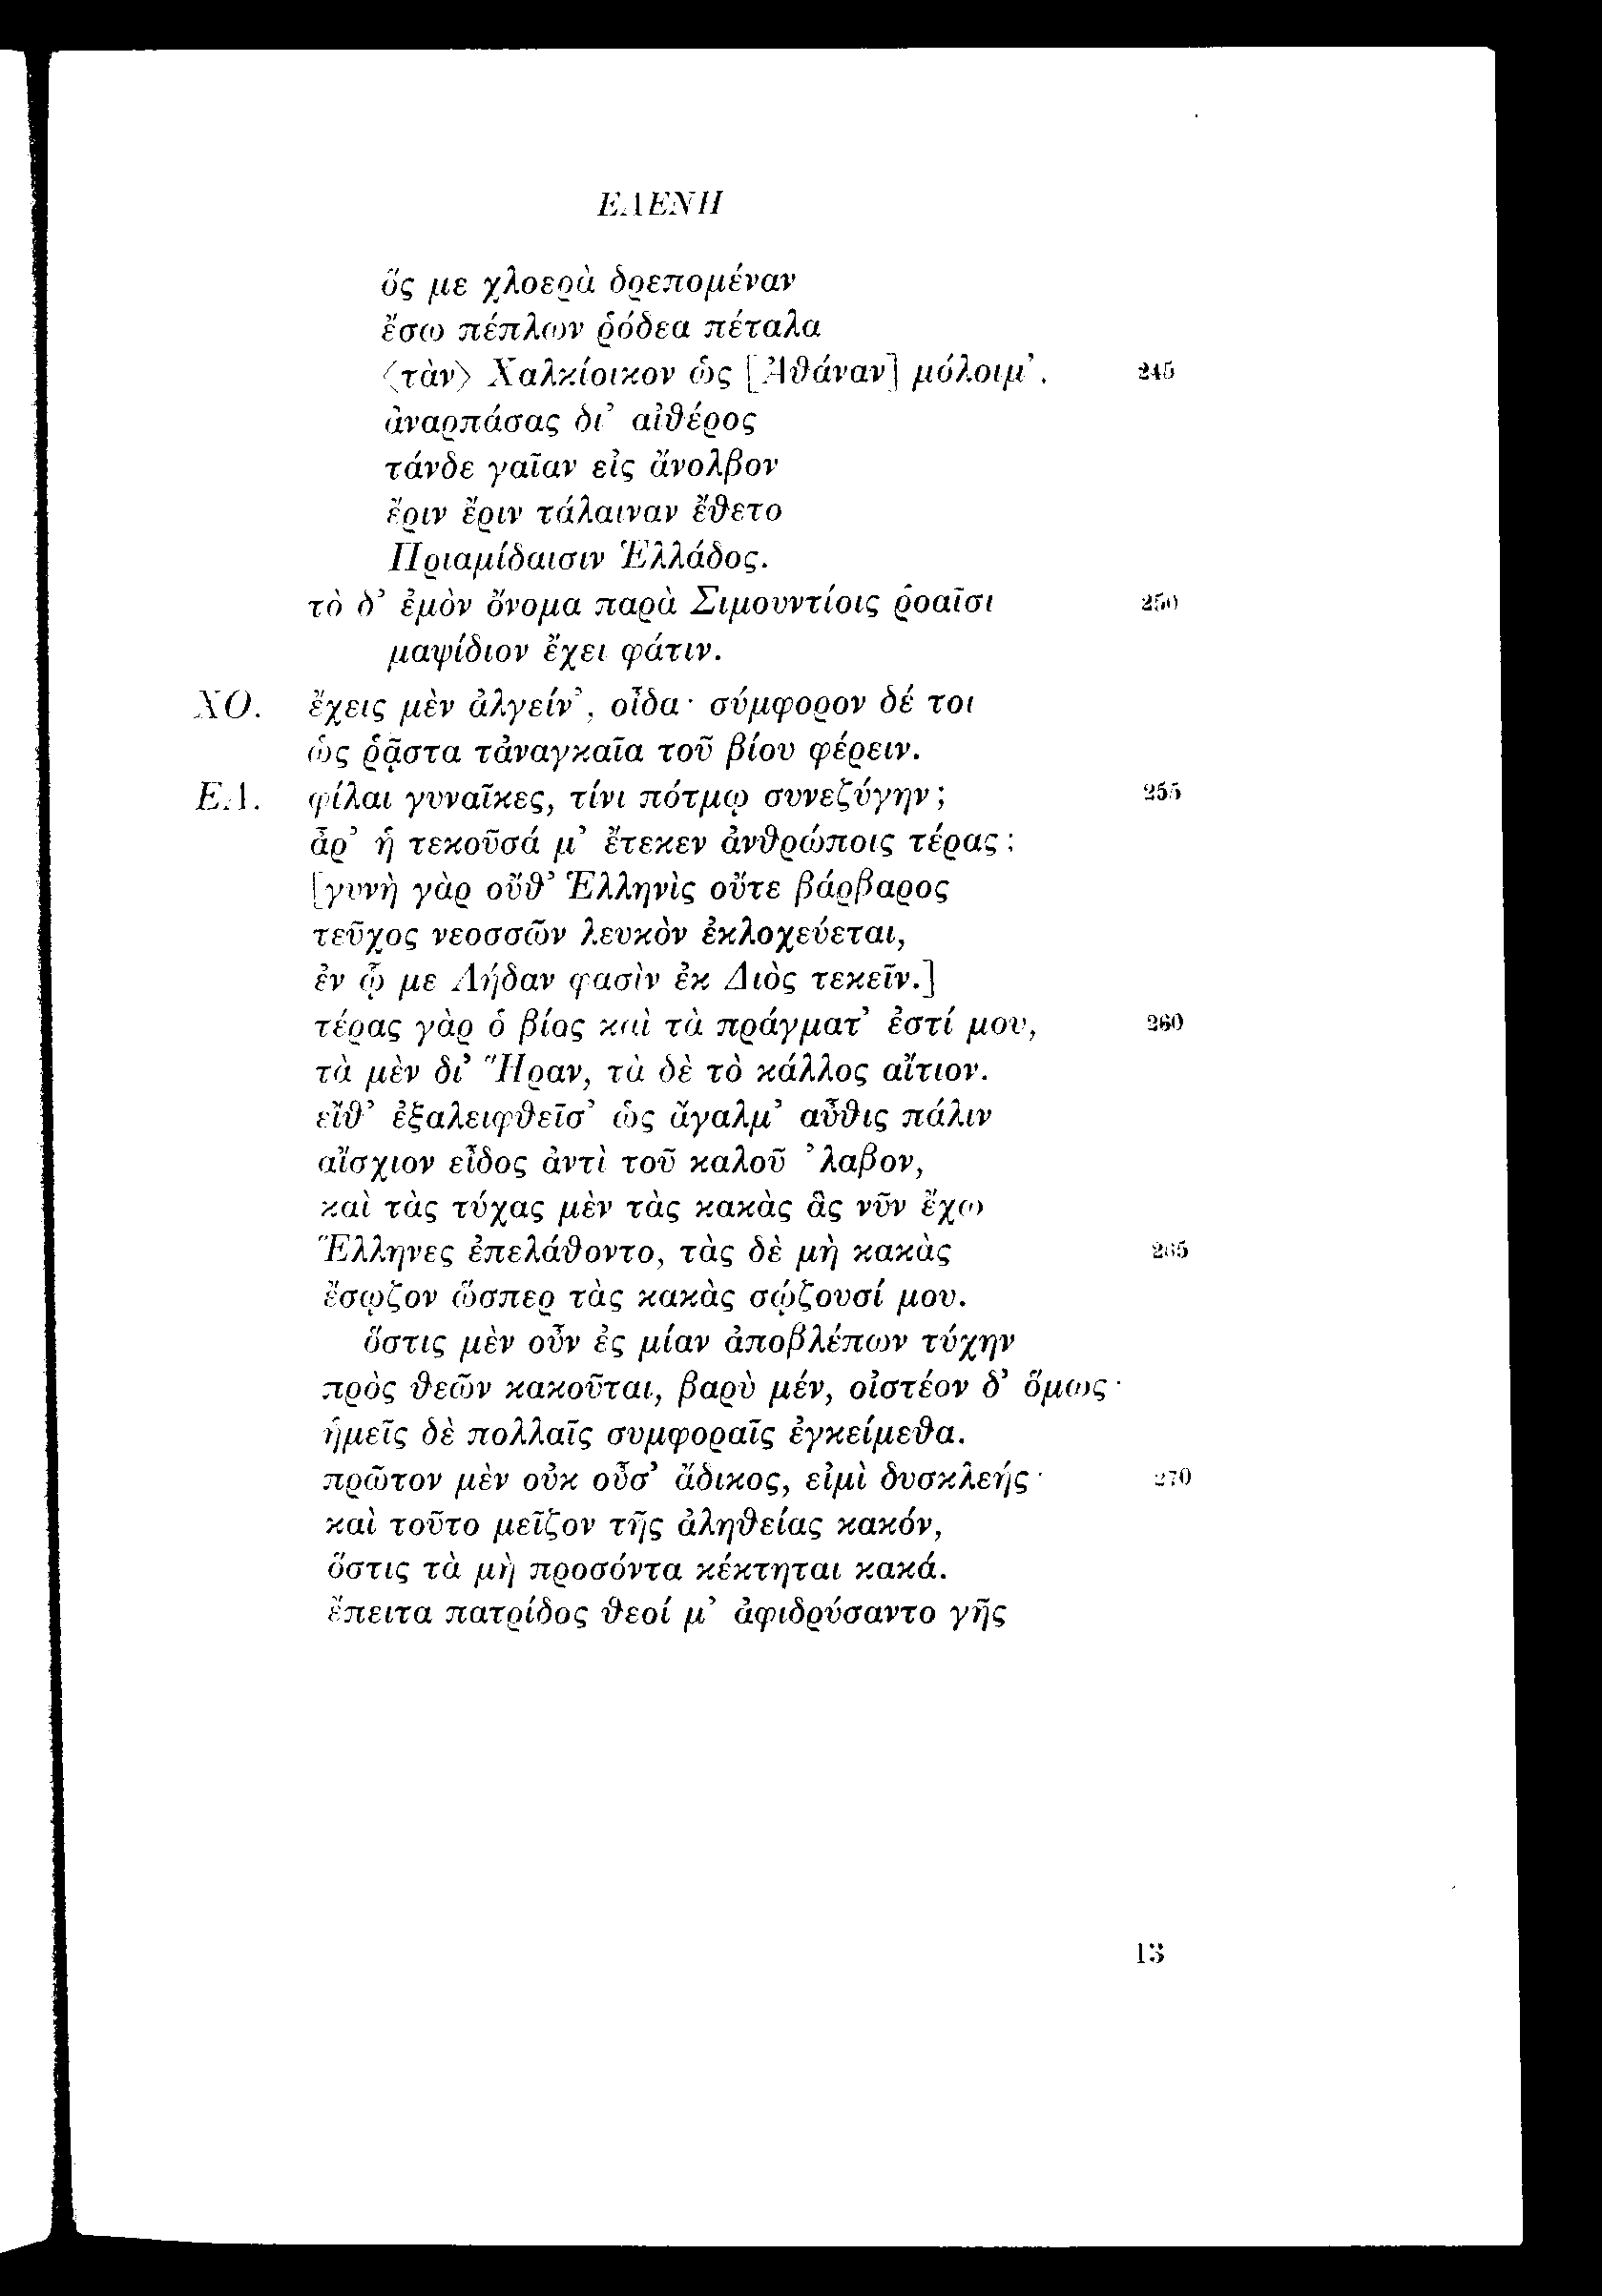 ΕΛΕΝΗ
ὅς με χλοερὰ δρεπομέναν
ἔσω πέπλων ῥόδεα πέταλα
⟨τὰν⟩ Χαλκίοικον ὡς [Ἀθάναν] μόλοιμ’, 245
ἀναρπάσας δι’ αἰθέρος
τάνδε γαῖαν εἰς ἄνολβον
ἔριν ἔριν τάλαιναν ἔθετο
Πριαμίδαισιν Ἑλλάδος.
τὸ δ’ ἐμὸν ὄνομα παρὰ Σιμουντίοις ῥοαῖσι 250
μαψίδιον ἔχει φάτιν.
ΧΟ. ἔχεις μὲν ἀλγείν’, οἶδα· σύμφορον δέ τοι
ὡς ῥᾷστα τἀναγκαῖα τοῦ βίου φέρειν.
ΕΛ. φίλαι γυναῖκες, τίνι πότμῳ συνεζύγην; 255
ἆρ’ ἡ τεκοῦσά μ’ ἔτεκεν ἀνθρώποις τέρας;
[γυνὴ γὰρ οὔθ’ Ἑλληνὶς οὔτε βάρβαρος
τεῦχος νεοσσῶν λευκὸν ἐκλοχεύεται,
ἐν ᾧ με Λήδαν φασὶν ἐκ Διὸς τεκεῖν.]
τέρας γὰρ ὁ βίος καὶ τὰ πράγματ’ ἐστί μου, 260
τὰ μὲν δι’ Ἥραν, τὰ δὲ τὸ κάλλος αἴτιον.
εἴθ’ ἐξαλειφθεῖσ’ ὡς ἄγαλμ’ αὖθις πάλιν
αἴσχιον εἶδος ἀντὶ τοῦ καλοῦ ’λαβον,
καὶ τὰς τύχας μὲν τὰς κακὰς ἃς νῦν ἔχω
Ἕλληνες ἐπελάθοντο, τὰς δὲ μὴ κακὰς 265
ἔσῳζον ὥσπερ τὰς κακὰς σῴζουσί μου.
ὅστις μὲν οὖν ἐς μίαν ἀποβλέπων τύχην
πρὸς θεῶν κακοῦται, βαρὺ μέν, οἰστέον δ’ ὅμως·
ἡμεῖς δὲ πολλαῖς συμφοραῖς ἐγκείμεθα.
πρῶτον μὲν οὐκ οὖσ’ ἄδικος, εἰμὶ δυσκλεής· 270
καὶ τοῦτο μεῖζον τῆς ἀληθείας κακόν,
ὅστις τὰ μὴ προσόντα κέκτηται κακά.
ἔπειτα πατρίδος θεοί μ’ ἀφιδρύσαντο γῆς
13